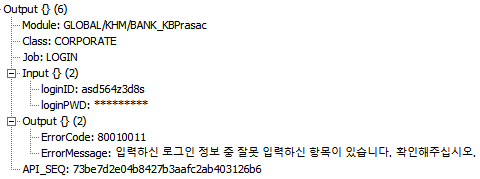 Output {} (6)
Module: GLOBAL/KHM/BANK_KBPrasac
Class: CORPORATE
Job: LOGIN
Input {} (2)
loginID: asd564z3d8s
loginPWD: *********
Output {} (2)
ErrorCode: 80010011
ErrorMessage: 입력하신 로그인 정보 중 잘못 입력하신 항목이 있습니다. 확인해주십시오.
API_SEQ: 73be7d2e04b8427b3aafc2ab403126b6